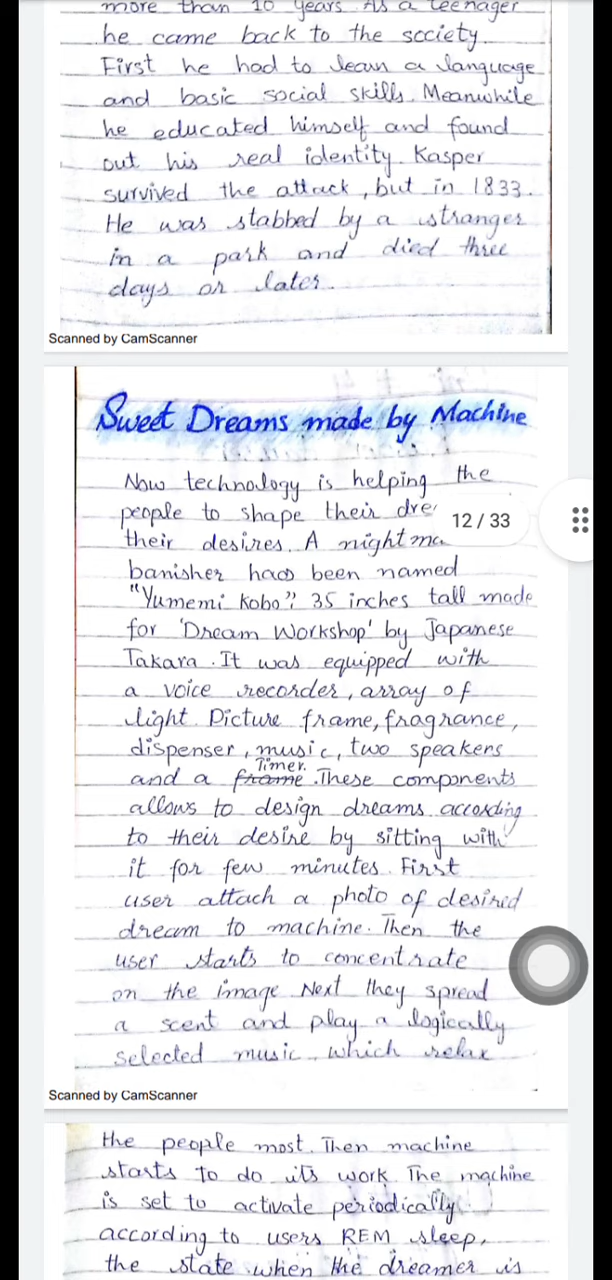 more than 10 years. As a teenager
he came back to the society.
First he had to learn a language
and basic social skills. Meanwhile
he educated himself and found
out his real identity. Kasper
survived the attack, but in 1833.
He was stabbed by a stranger
in a park and died three
days or later.
Scanned by CamScanner
Sweet Dreams made by Machine
Now technology is helping the
people to shape their
their desires. A
banisher has been named
"Yumemi Kobo", 35 inches tall made
for 'Dream Workshop' by Japanese
Takara. It was equipped with
a voice recorder, array of
light. Picture frame, fragrance,
dispenser, music, two speakers
and a frame Timer. These components
allows to design dreams according
to their desire by sitting with
it for few minutes. First
user attach a photo of desired
dream to machine. Then the
user starts to concentrate
on the image. Next they spread
a scent and play a logically
selected music, which relax
12 / 33
Scanned by CamScanner
the people most. Then machine
starts to do its work. The machine
is set to activate periodically
according to users REM sleep,
the state when the dreamer is